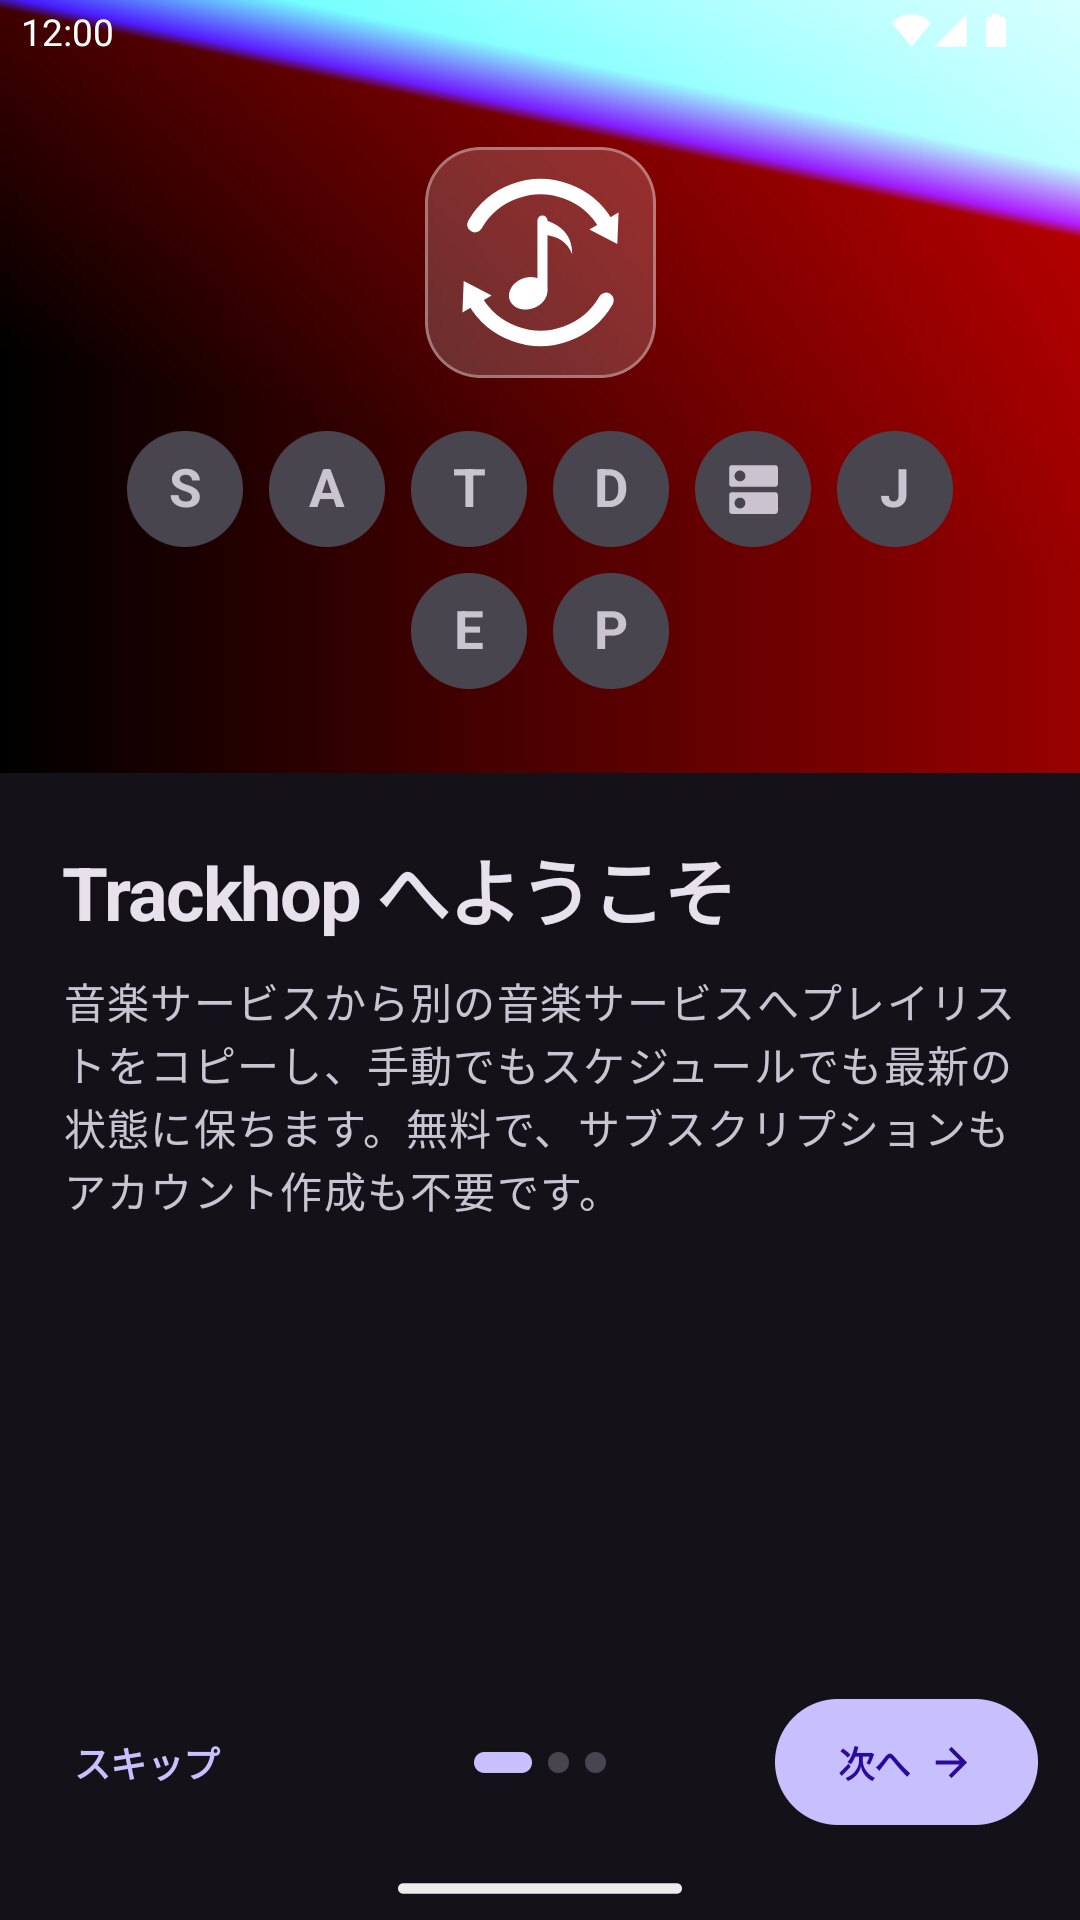 12:00
S A T D J
E P
Trackhop へようこそ
音楽サービスから別の音楽サービスへプレイリス
トをコピーし、手動でもスケジュールでも最新の
状態に保ちます。無料で、サブスクリプションも
アカウント作成も不要です。
スキップ
次へ